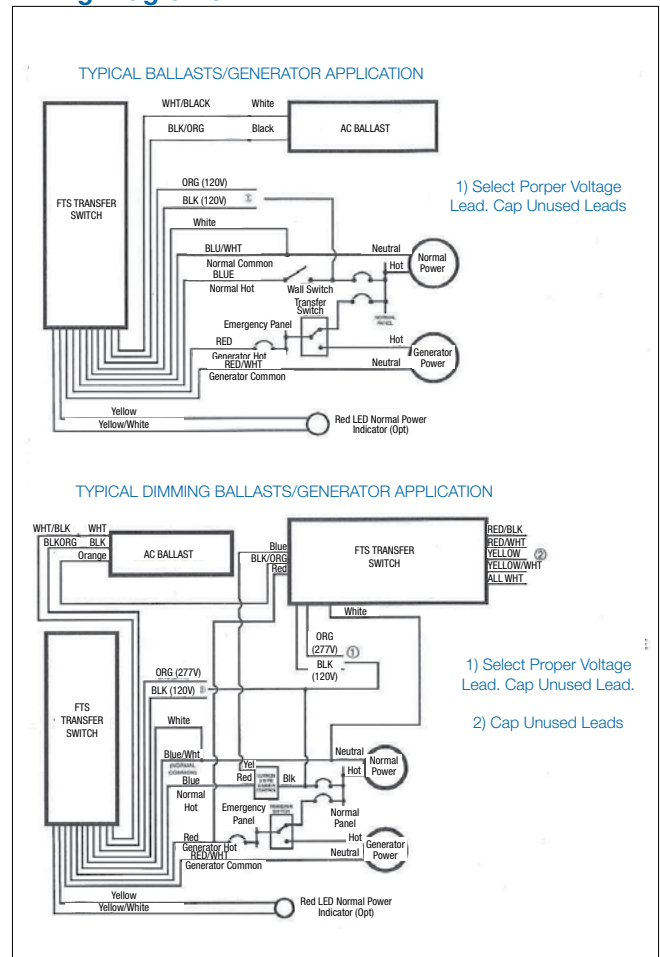 TYPICAL BALLASTS/GENERATOR APPLICATION
WHT/BLACK White
BLK/ORG Black
AC BALLAST
FTS TRANSFER
SWITCH
ORG (120V)
BLK (120V)
White
BLU/WHT
Normal Common
BLUE
Normal Hot
Wall Switch
Neutral
Hot
Normal
Power
1) Select Porper Voltage
Lead. Cap Unused Leads
Transfer
Switch
NORMAL
PANEL
Emergency Panel
RED
Generator Hot
RED/WHT
Generator Common
Hot
Neutral
Generator
Power
Yellow
Yellow/White
Red LED Normal Power
Indicator (Opt)
TYPICAL DIMMING BALLASTS/GENERATOR APPLICATION
WHT/BLK WHT
BLKORG BLK
Orange
AC BALLAST
Blue
BLK/ORG
Red
FTS TRANSFER
SWITCH
RED/BLK
RED/WHT
YELLOW 2
YELLOW/WHT
ALL WHT
White
ORG
(277V) 1
BLK
(120V)
1) Select Proper Voltage
Lead. Cap Unused Lead.
2) Cap Unused Leads
FTS
TRANSFER
SWITCH
ORG (277V)
BLK (120V)
White
Blue/Wht
(NORMAL
COMMON)
Blue
Normal
Hot
Yel
Red
Blk
Neutral
Hot
Normal
Power
Emergency
Panel
SWITCH
Normal
Panel
Red
Generator Hot
RED/WHT
Generator Common
Hot
Neutral
Generator
Power
Yellow
Yellow/White
Red LED Normal Power
Indicator (Opt)